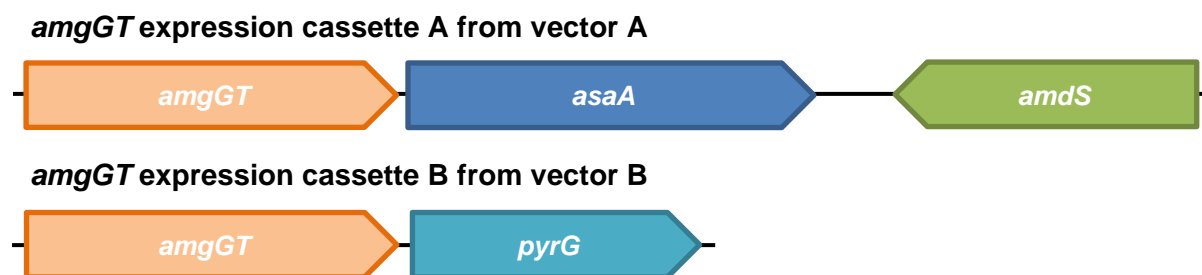 amgGT expression cassette A from vector A
amgGT asaA amdS
amgGT expression cassette B from vector B
amgGT pyrG